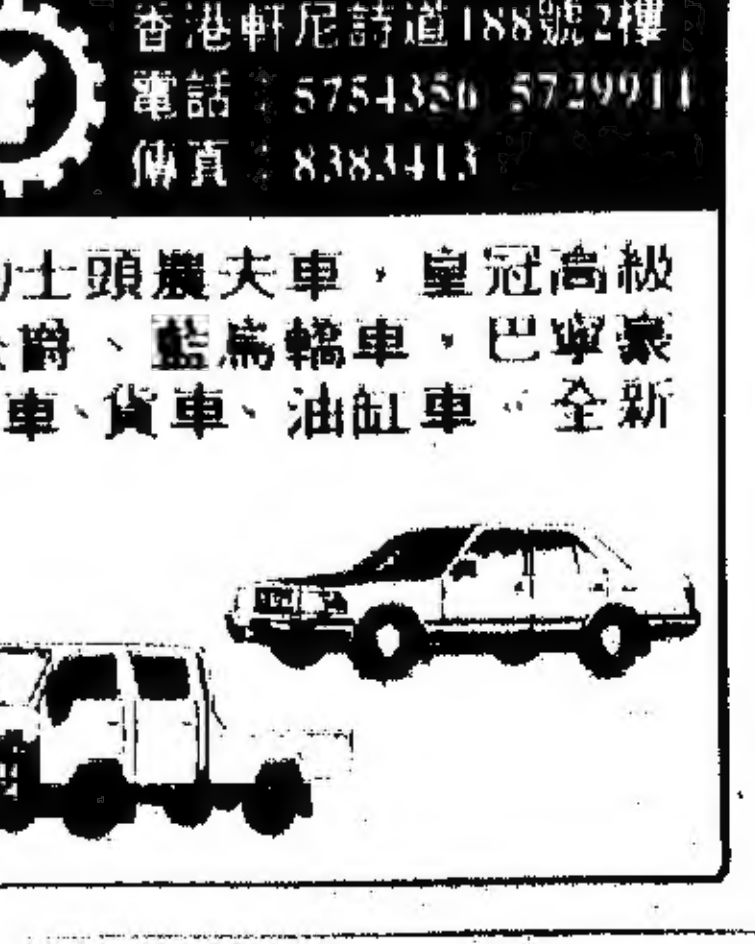 香港軒尼詩道188號2樓
電話：5754356 5729911
傳真：8383413
士頭農夫車，皇冠高級
爵、藍鳥轎車，巴寧豪
車、貨車、油缸車。全新